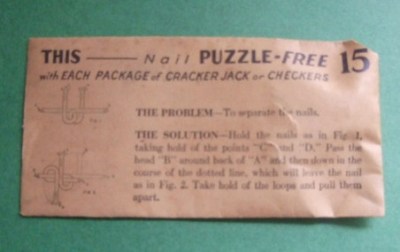 THIS — Nail PUZZLE-FREE 15
with EACH PACKAGE of CRACKER JACK or CHECKERS
THE PROBLEM—To separate the nails.
THE SOLUTION—Hold the nails as in Fig. 1,
taking hold of the points "C" and "D." Pass the
head "B" around back of "A" and then down in the
course of the dotted line, which will leave the nail
as in Fig. 2. Take hold of the loops and pull them
apart.